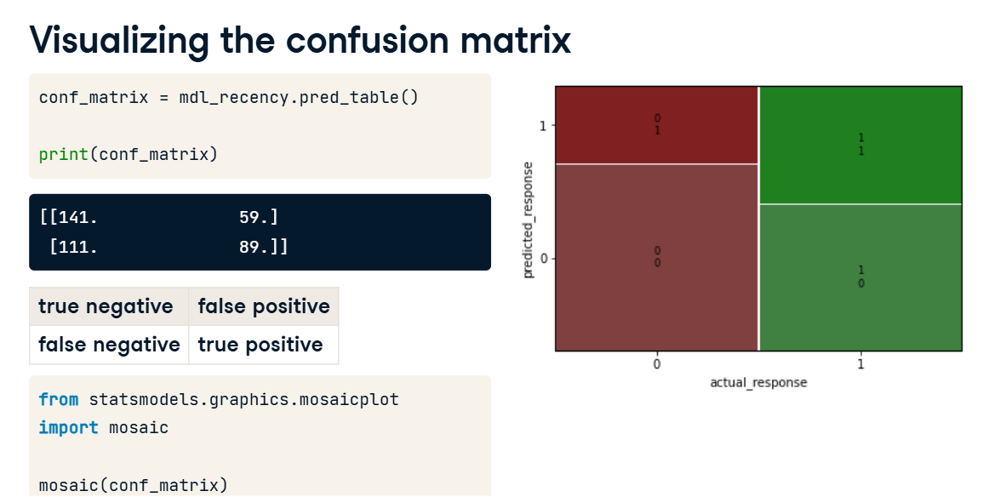 Visualizing the confusion matrix
conf_matrix = mdl_recency.pred_table()
print(conf_matrix)
[[141. 59.]
[111. 89.]]
true negative false positive
false negative true positive
from statsmodels.graphics.mosaicplot
import mosaic
mosaic(conf_matrix)
predicted_response
1
0
0
1
1
1
0
0
1
0
0 1
actual_response